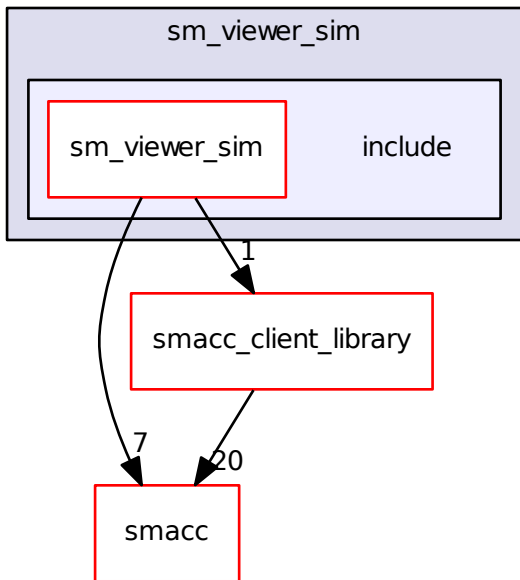 sm_viewer_sim
sm_viewer_sim
include
1
smacc_client_library
7
20
smacc